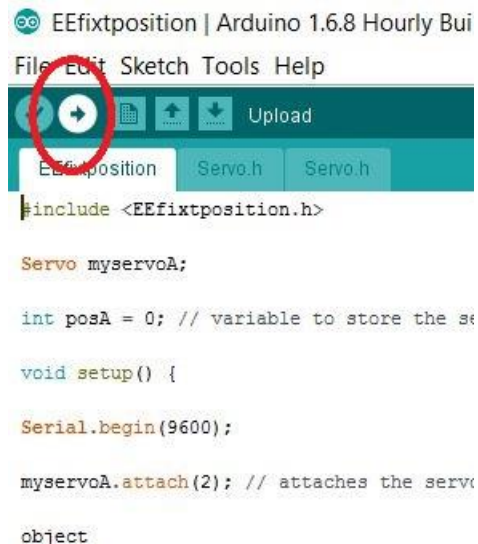 EEfixtposition | Arduino 1.6.8 Hourly Bui
File Edit Sketch Tools Help
Upload
EEfixtposition Servo.h Servo.h
#include <EEfixtposition.h>
Servo myservoA;
int posA = 0; // variable to store the se
void setup() {
Serial.begin(9600);
myservoA.attach(2); // attaches the servo
object